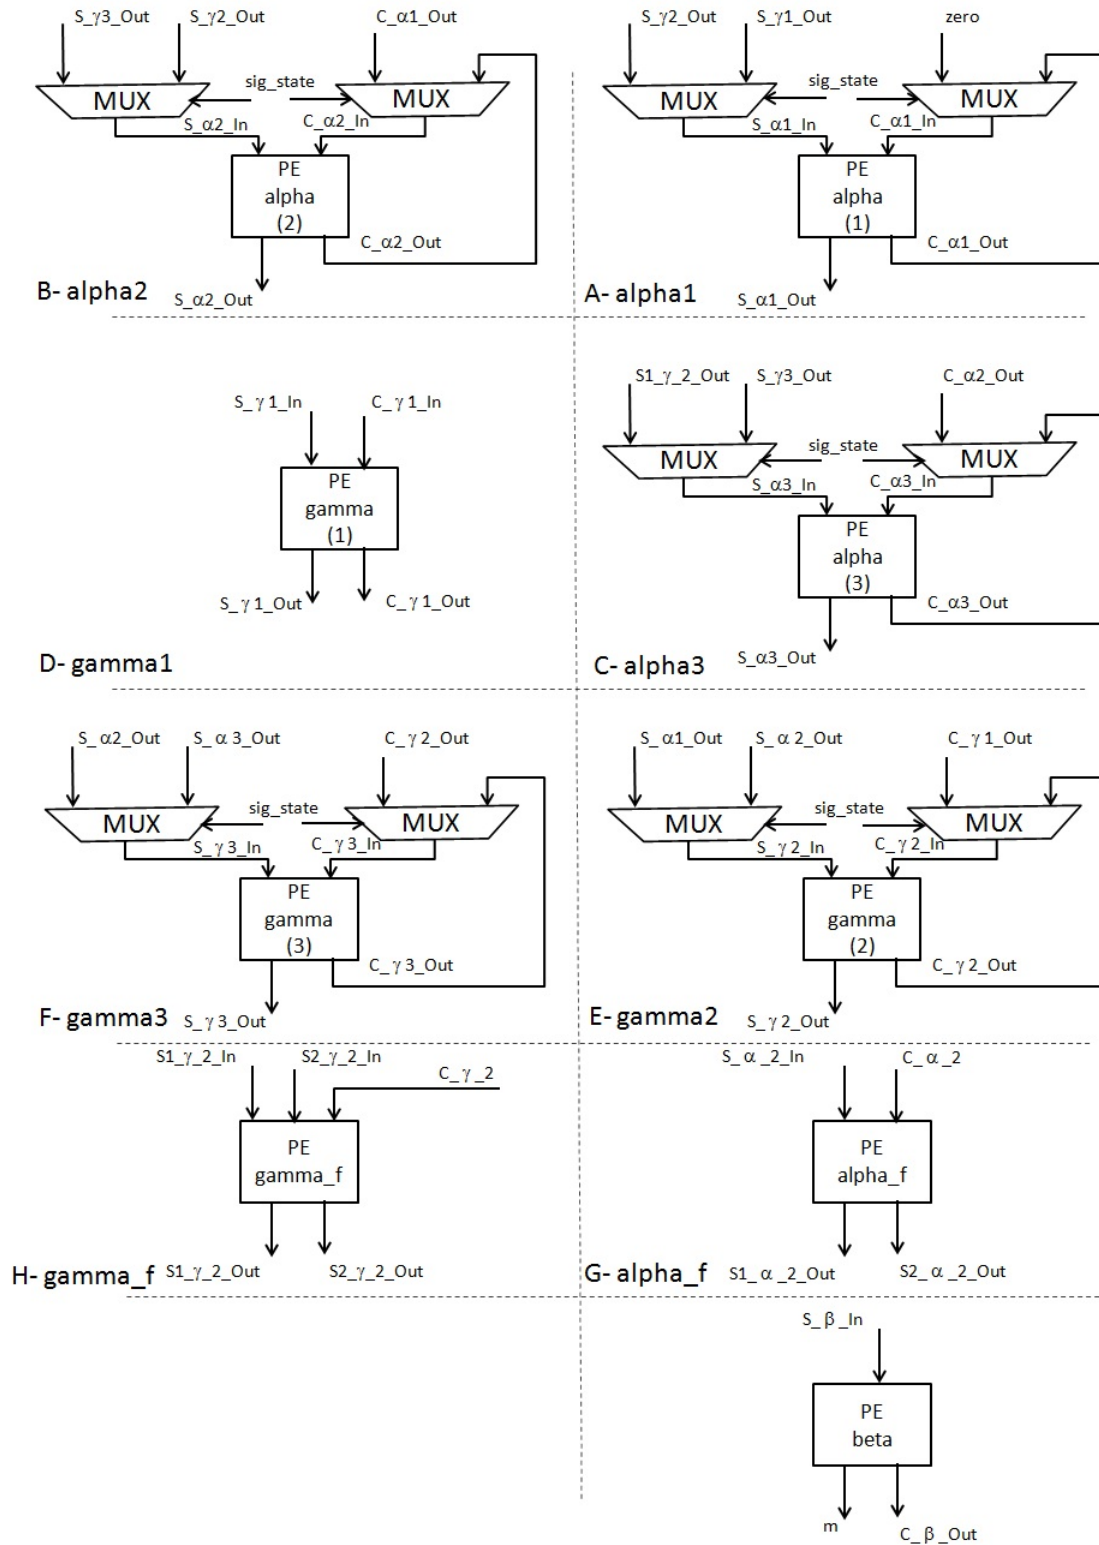 S_γ3_Out S_γ2_Out C_α1_Out
MUX sig_state MUX
S_α2_In C_α2_In
PE
alpha
(2)
C_α2_Out
B- alpha2
S_α2_Out
S_γ2_Out S_γ1_Out zero
MUX sig_state MUX
S_α1_In C_α1_In
PE
alpha
(1)
C_α1_Out
A- alpha1
S_α1_Out
S_γ1_In C_γ1_In
PE
gamma
(1)
S_γ1_Out C_γ1_Out
D- gamma1
S1_γ_2_Out S_γ3_Out C_α2_Out
MUX sig_state MUX
S_α3_In C_α3_In
PE
alpha
(3)
C_α3_Out
C- alpha3
S_α3_Out
S_α2_Out S_α3_Out C_γ2_Out
MUX sig_state MUX
S_γ3_In C_γ3_In
PE
gamma
(3)
C_γ3_Out
F- gamma3
S_γ3_Out
S_α1_Out S_α2_Out C_γ1_Out
MUX sig_state MUX
S_γ2_In C_γ2_In
PE
gamma
(2)
C_γ2_Out
E- gamma2
S_γ2_Out
S1_γ_2_In S2_γ_2_In
C_γ_2
PE
gamma_f
H- gamma_f S1_γ_2_Out S2_γ_2_Out
S_α_2_In C_α_2
PE
alpha_f
G- alpha_f S1_α_2_Out S2_α_2_Out
S_β_In
PE
beta
m
C_β_Out